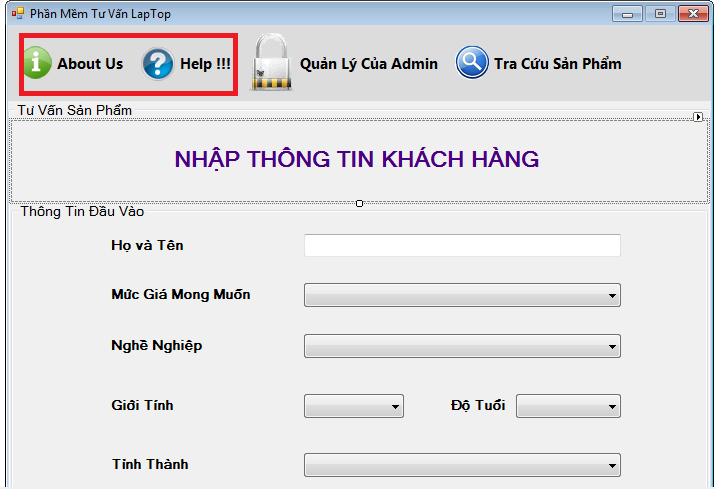 Phần Mềm Tư Vấn LapTop
About Us Help !!! Quản Lý Của Admin Tra Cứu Sản Phẩm
Tư Vấn Sản Phẩm
NHẬP THÔNG TIN KHÁCH HÀNG
Thông Tin Đầu Vào
Họ và Tên
Mức Giá Mong Muốn
Nghề Nghiệp
Giới Tính Độ Tuổi
Tỉnh Thành